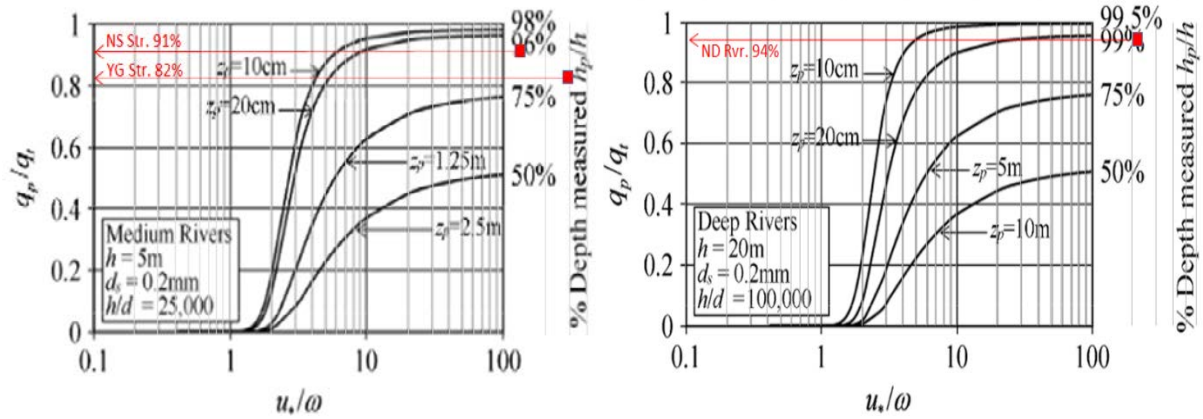 1
0.8
0.6
0.4
0.2
0
q_p/q_t
NS Str. 91%
YG Str. 82%
z_p=10cm
z_p=20cm
z_p=1.25m
z_p=2.5m
Medium Rivers
h = 5m
d_s = 0.2mm
h/d = 25,000
98%
96%
75%
50%
% Depth measured h_p/h
0.1
1
10
100
u_*/ω
1
0.8
0.6
0.4
0.2
0
q_p/q_t
ND Rvr. 94%
z_p=10cm
z_p=20cm
z_p=5m
z_p=10m
Deep Rivers
h = 20m
d_s = 0.2mm
h/d = 100,000
99.5%
99%
75%
50%
% Depth measured h_p/h
0.1
1
10
100
u_*/ω